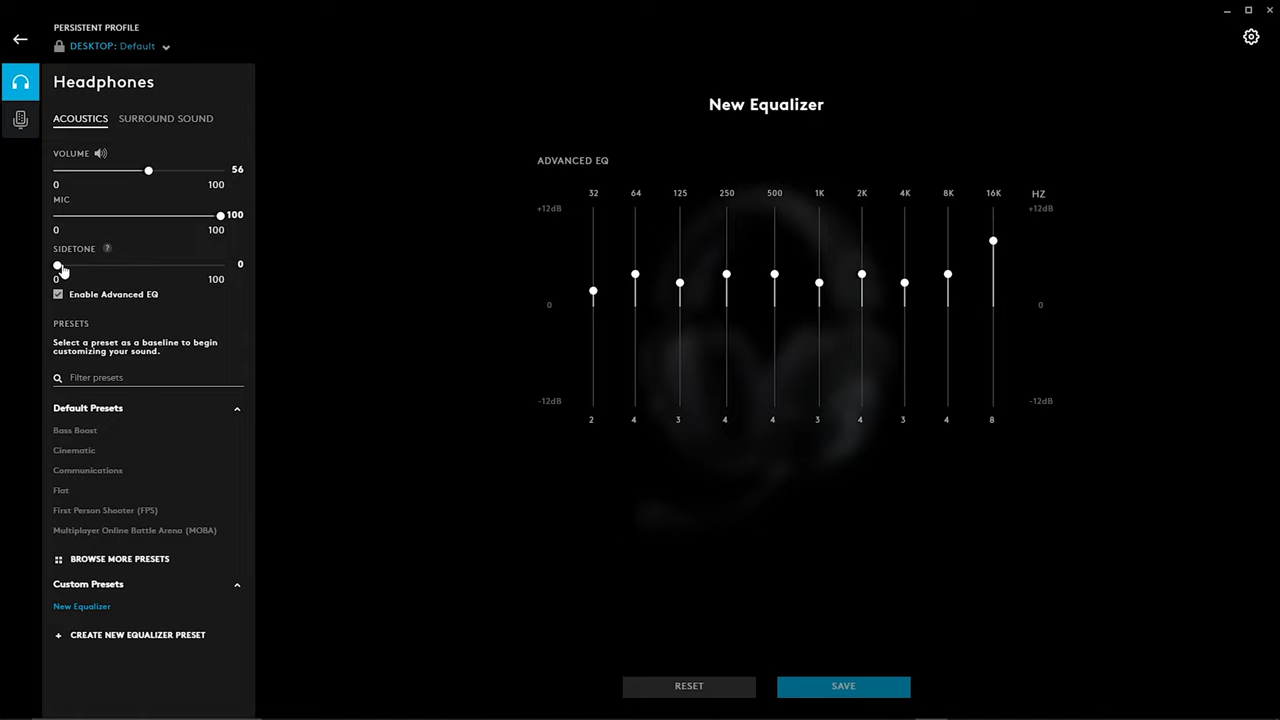 PERSISTENT PROFILE
DESKTOP: Default
Headphones
ACOUSTICS SURROUND SOUND
VOLUME
56
0 100
MIC
100
0 100
SIDETONE ?
0
0 100
Enable Advanced EQ
PRESETS
Select a preset as a baseline to begin
customizing your sound.
Filter presets
Default Presets
Bass Boost
Cinematic
Communications
Flat
First Person Shooter (FPS)
Multiplayer Online Battle Arena (MOBA)
BROWSE MORE PRESETS
Custom Presets
New Equalizer
+ CREATE NEW EQUALIZER PRESET
New Equalizer
ADVANCED EQ
32 64 125 250 500 1K 2K 4K 8K 16K HZ
+12dB +12dB
0 0
-12dB -12dB
2 4 3 4 4 3 4 3 4 8
RESET SAVE